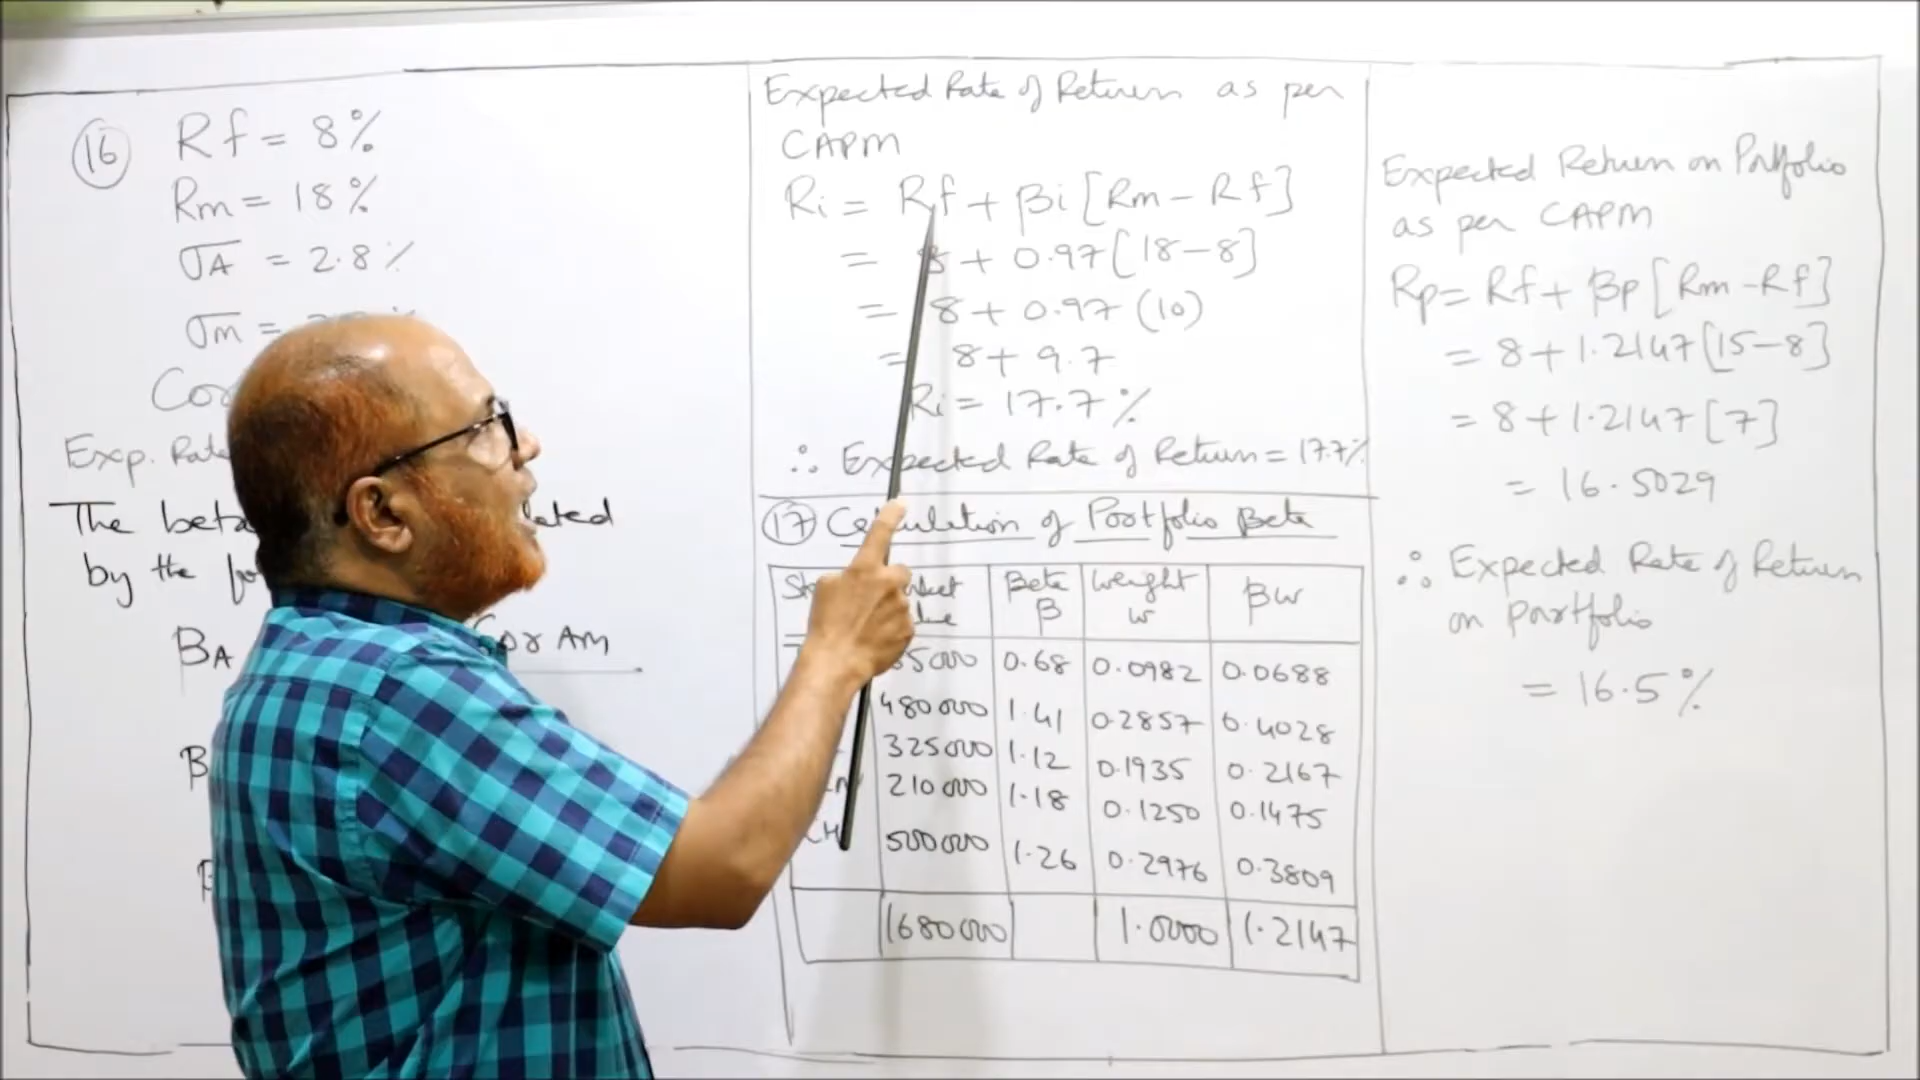 16 Rf = 8%
Rm = 18%
σA = 2.8%
σm =
Exp. Rate
The beta
by the
BA
Cor AM
Expected Rate of Return as per
CAPM
Ri = Rf + βi [Rm - Rf]
= 8 + 0.97 [18-8]
= 8 + 0.97 (10)
= 8 + 9.7
Ri = 17.7%
∴ Expected Rate of Return = 17.7%
17 Calculation of Portfolio Beta
Beta β Weight w βw
0.68 0.0982 0.0688
480000 1.41 0.2857 0.4028
325000 1.12 0.1935 0.2167
210000 1.18 0.1250 0.1475
500000 1.26 0.2976 0.3809
1680000 1.0000 1.2147
Expected Return on Portfolio
as per CAPM
Rp = Rf + βp [Rm - Rf]
= 8 + 1.2147 [15-8]
= 8 + 1.2147 [7]
= 16.5029
∴ Expected Rate of Return
on portfolio
= 16.5%